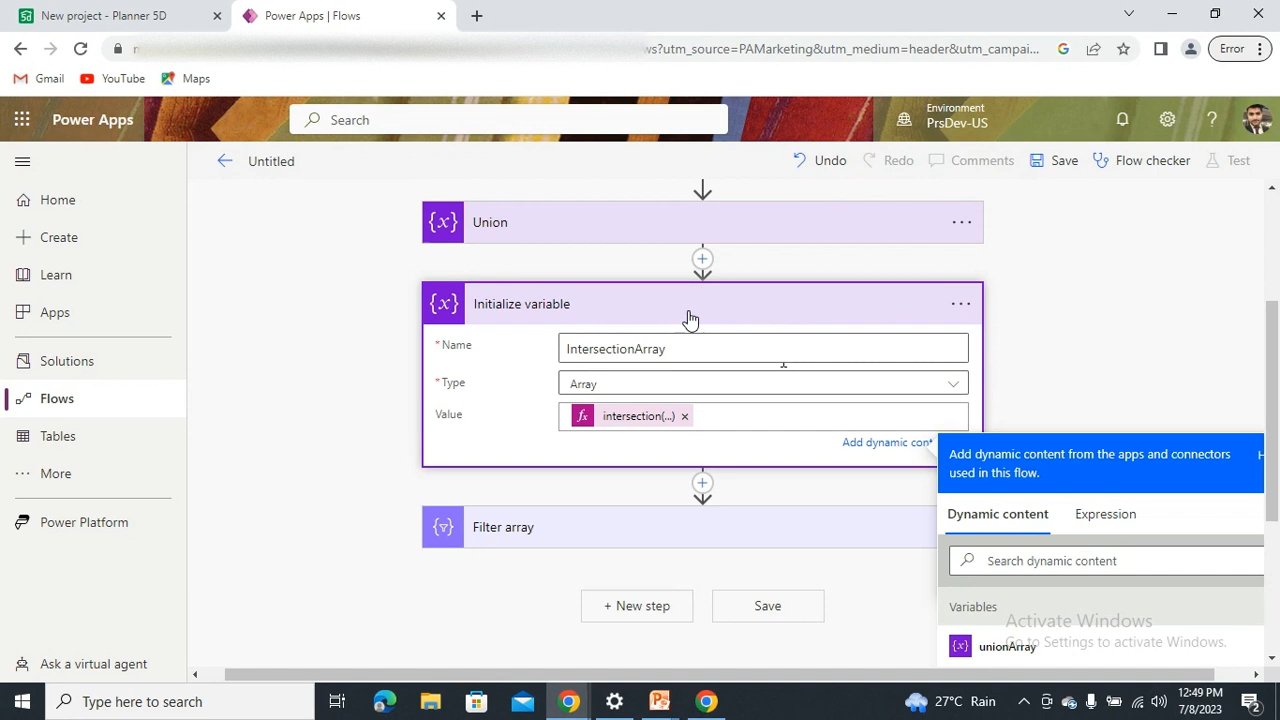 New project - Planner 5D
Power Apps | Flows
ws?utm_source=PAMarketing&utm_medium=header&utm_campai...
Error
Gmail
YouTube
Maps
Power Apps
Search
Environment
PrsDev-US
Untitled
Undo
Redo
Comments
Save
Flow checker
Test
Home
Create
Learn
Apps
Solutions
Flows
Tables
More
Power Platform
Ask a virtual agent
{x} Union
{x} Initialize variable
* Name
IntersectionArray
* Type
Array
Value
fx intersection(...) ×
Add dynamic cont
Filter array
+ New step
Save
Add dynamic content from the apps and connectors
used in this flow.
H
Dynamic content
Expression
Search dynamic content
Variables
{x} unionArray
Activate Windows
Go to Settings to activate Windows.
Type here to search
27°C Rain
12:49 PM
7/8/2023
2